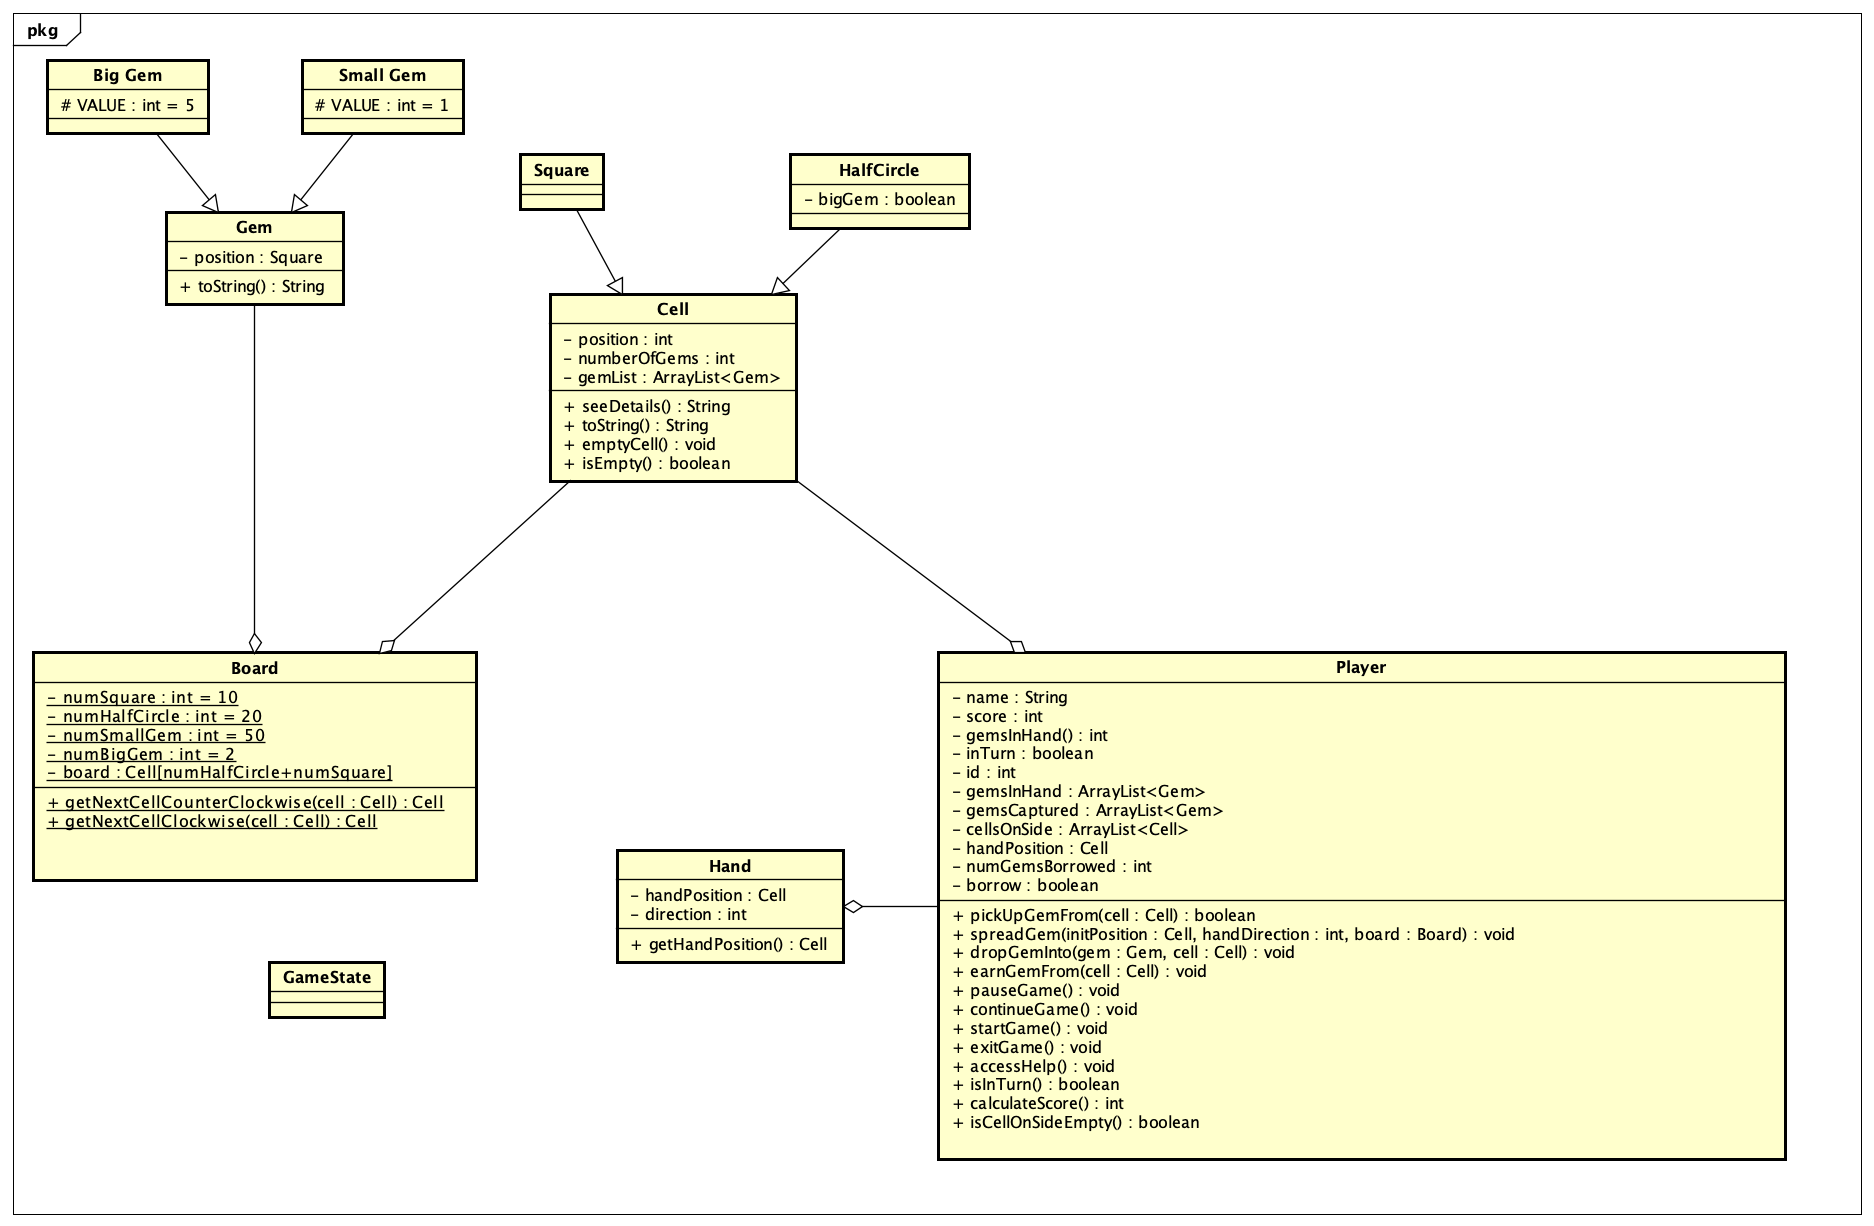 pkg
Big Gem
# VALUE : int = 5
Small Gem
# VALUE : int = 1
Square
HalfCircle
- bigGem : boolean
Gem
- position : Square
+ toString() : String
Cell
- position : int
- numberOfGems : int
- gemList : ArrayList<Gem>
+ seeDetails() : String
+ toString() : String
+ emptyCell() : void
+ isEmpty() : boolean
Board
- numSquare : int = 10
- numHalfCircle : int = 20
- numSmallGem : int = 50
- numBigGem : int = 2
- board : Cell[numHalfCircle+numSquare]
+ getNextCellCounterClockwise(cell : Cell) : Cell
+ getNextCellClockwise(cell : Cell) : Cell
Player
- name : String
- score : int
- gemsInHand() : int
- inTurn : boolean
- id : int
- gemsInHand : ArrayList<Gem>
- gemsCaptured : ArrayList<Gem>
- cellsOnSide : ArrayList<Cell>
- handPosition : Cell
- numGemsBorrowed : int
- borrow : boolean
+ pickUpGemFrom(cell : Cell) : boolean
+ spreadGem(initPosition : Cell, handDirection : int, board : Board) : void
+ dropGemInto(gem : Gem, cell : Cell) : void
+ earnGemFrom(cell : Cell) : void
+ pauseGame() : void
+ continueGame() : void
+ startGame() : void
+ exitGame() : void
+ accessHelp() : void
+ isInTurn() : boolean
+ calculateScore() : int
+ isCellOnSideEmpty() : boolean
Hand
- handPosition : Cell
- direction : int
+ getHandPosition() : Cell
GameState